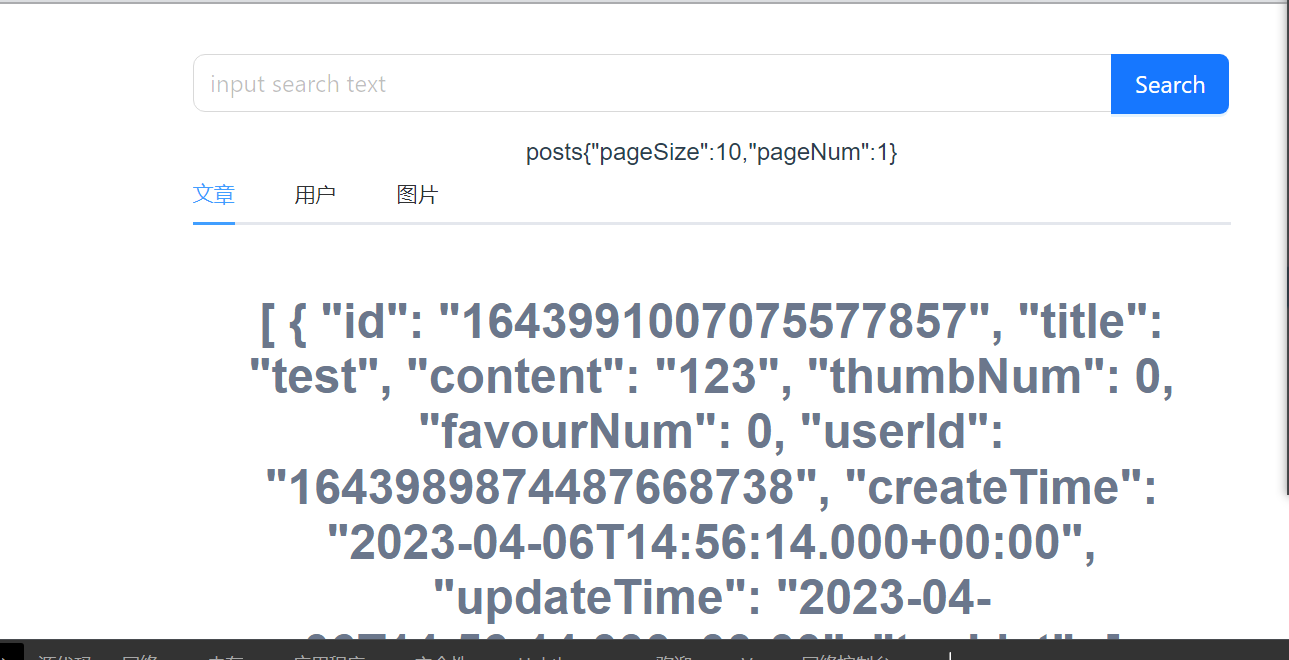 input search text
Search
posts{"pageSize":10,"pageNum":1}
文章 用户 图片
[ { "id": "1643991007075577857", "title":
"test", "content": "123", "thumbNum": 0,
"favourNum": 0, "userId":
"1643989874487668738", "createTime":
"2023-04-06T14:56:14.000+00:00",
"updateTime": "2023-04-